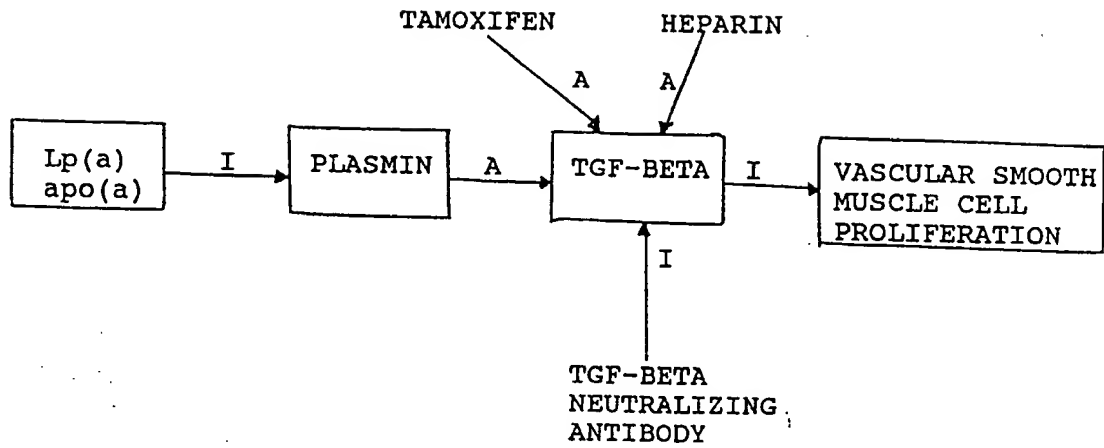 TAMOXIFEN
HEPARIN
A
A
Lp(a)
apo(a)
I
PLASMIN
A
TGF-BETA
I
VASCULAR SMOOTH
MUSCLE CELL
PROLIFERATION
I
TGF-BETA
NEUTRALIZING
ANTIBODY